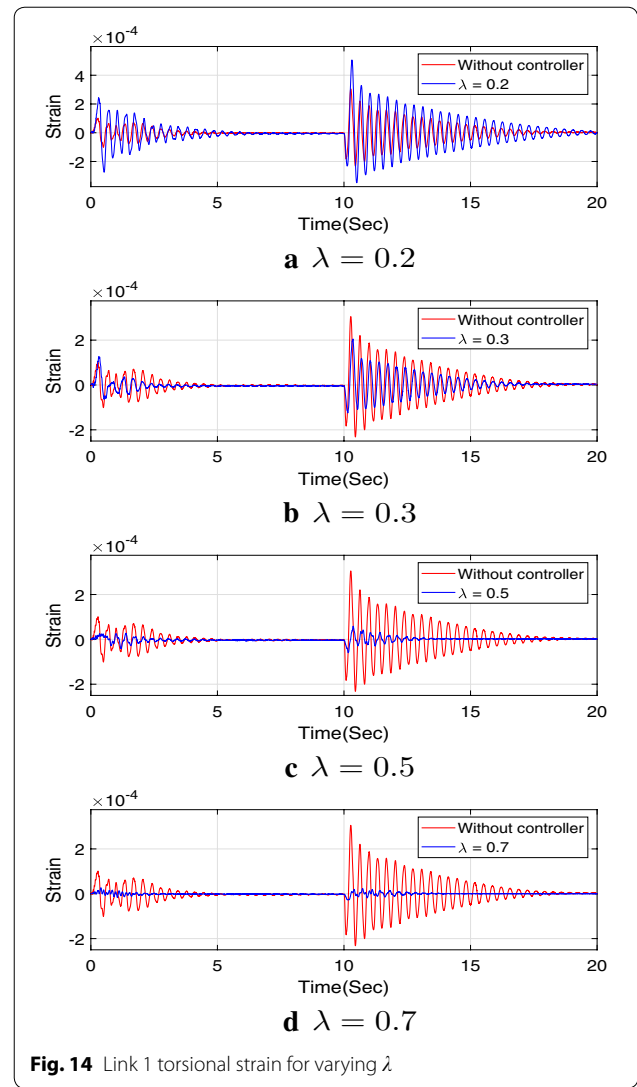 ×10⁻⁴
Without controller
λ = 0.2
4
2
0
-2
Strain
0 5 10 15 20
Time(Sec)
a λ = 0.2
×10⁻⁴
Without controller
λ = 0.3
2
0
-2
Strain
0 5 10 15 20
Time(Sec)
b λ = 0.3
×10⁻⁴
Without controller
λ = 0.5
2
0
-2
Strain
0 5 10 15 20
Time(Sec)
c λ = 0.5
×10⁻⁴
Without controller
λ = 0.7
2
0
-2
Strain
0 5 10 15 20
Time(Sec)
d λ = 0.7
Fig. 14 Link 1 torsional strain for varying λ